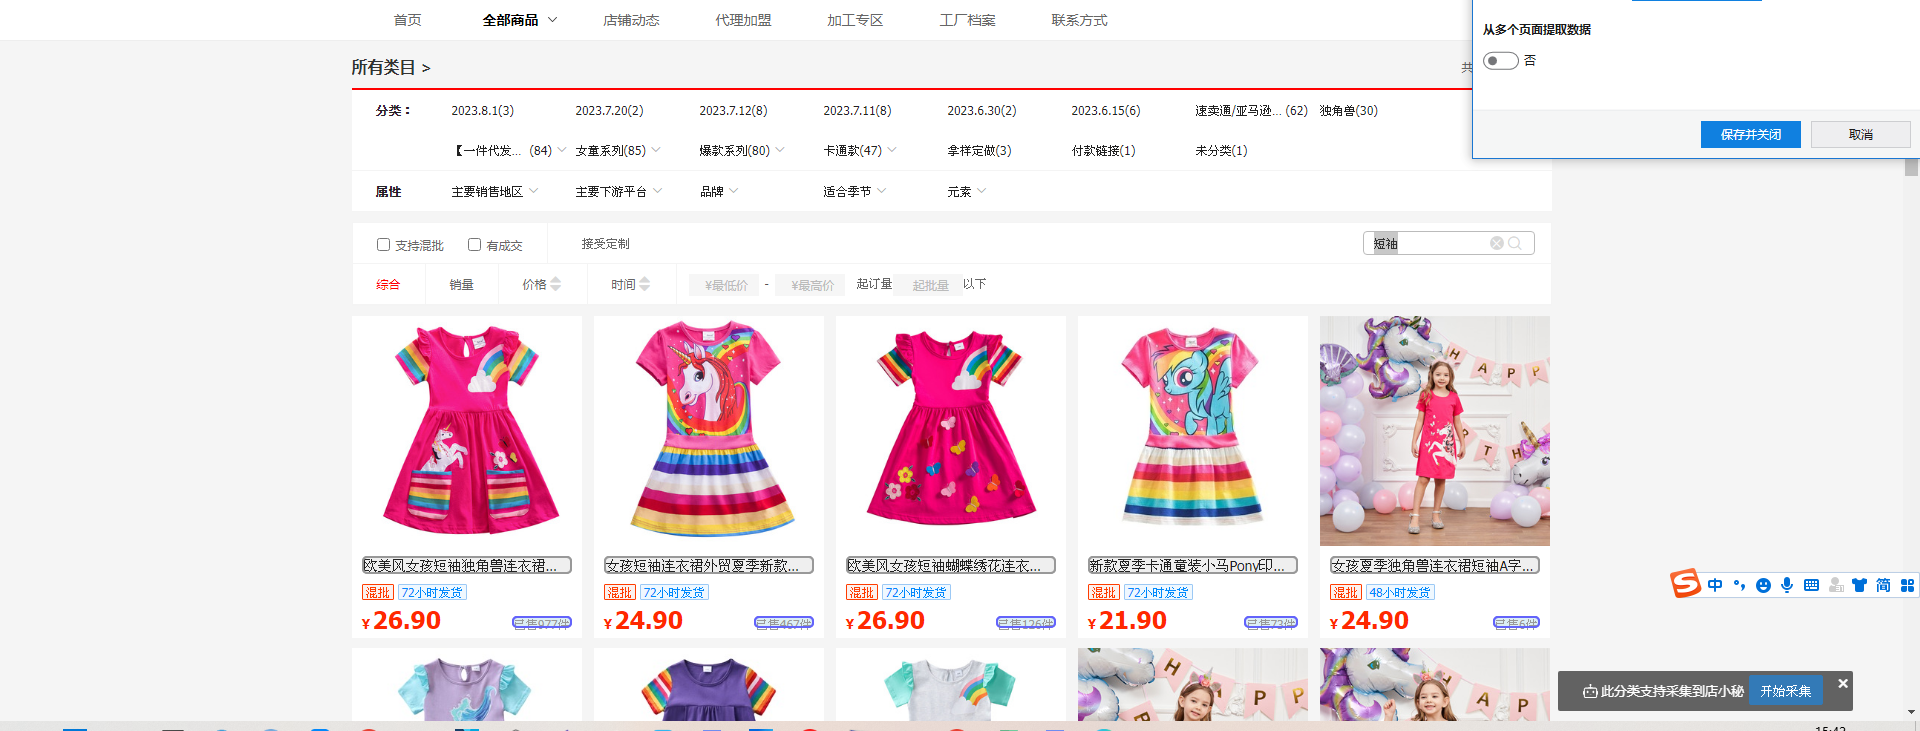 首页 全部商品 店铺动态 代理加盟 加工专区 工厂档案 联系方式
从多个页面提取数据
否
保存并关闭 取消
所有类目 > 共
分类： 2023.8.1(3) 2023.7.20(2) 2023.7.12(8) 2023.7.11(8) 2023.6.30(2) 2023.6.15(6) 速卖通/亚马逊... (62) 独角兽(30)
【一件代发... (84) 女童系列(85) 爆款系列(80) 卡通款(47) 拿样定做(3) 付款链接(1) 未分类(1)
属性 主要销售地区 主要下游平台 品牌 适合季节 元素
支持混批 有成交 接受定制 短袖
综合 销量 价格 时间 ¥最低价 - ¥最高价 起订量 起批量 以下
HAPP
TH
欧美风女孩短袖独角兽连衣裙... 女孩短袖连衣裙外贸夏季新款... 欧美风女孩短袖蝴蝶绣花连衣... 新款夏季卡通童装小马Pony印... 女孩夏季独角兽连衣裙短袖A字...
混批 72小时发货 混批 72小时发货 混批 72小时发货 混批 72小时发货 混批 48小时发货
¥26.90 已售977件 ¥24.90 已售467件 ¥26.90 已售126件 ¥21.90 已售73件 ¥24.90 已售6件
中 简
HAPP HAP
此分类支持采集到店小秘 开始采集
15:42